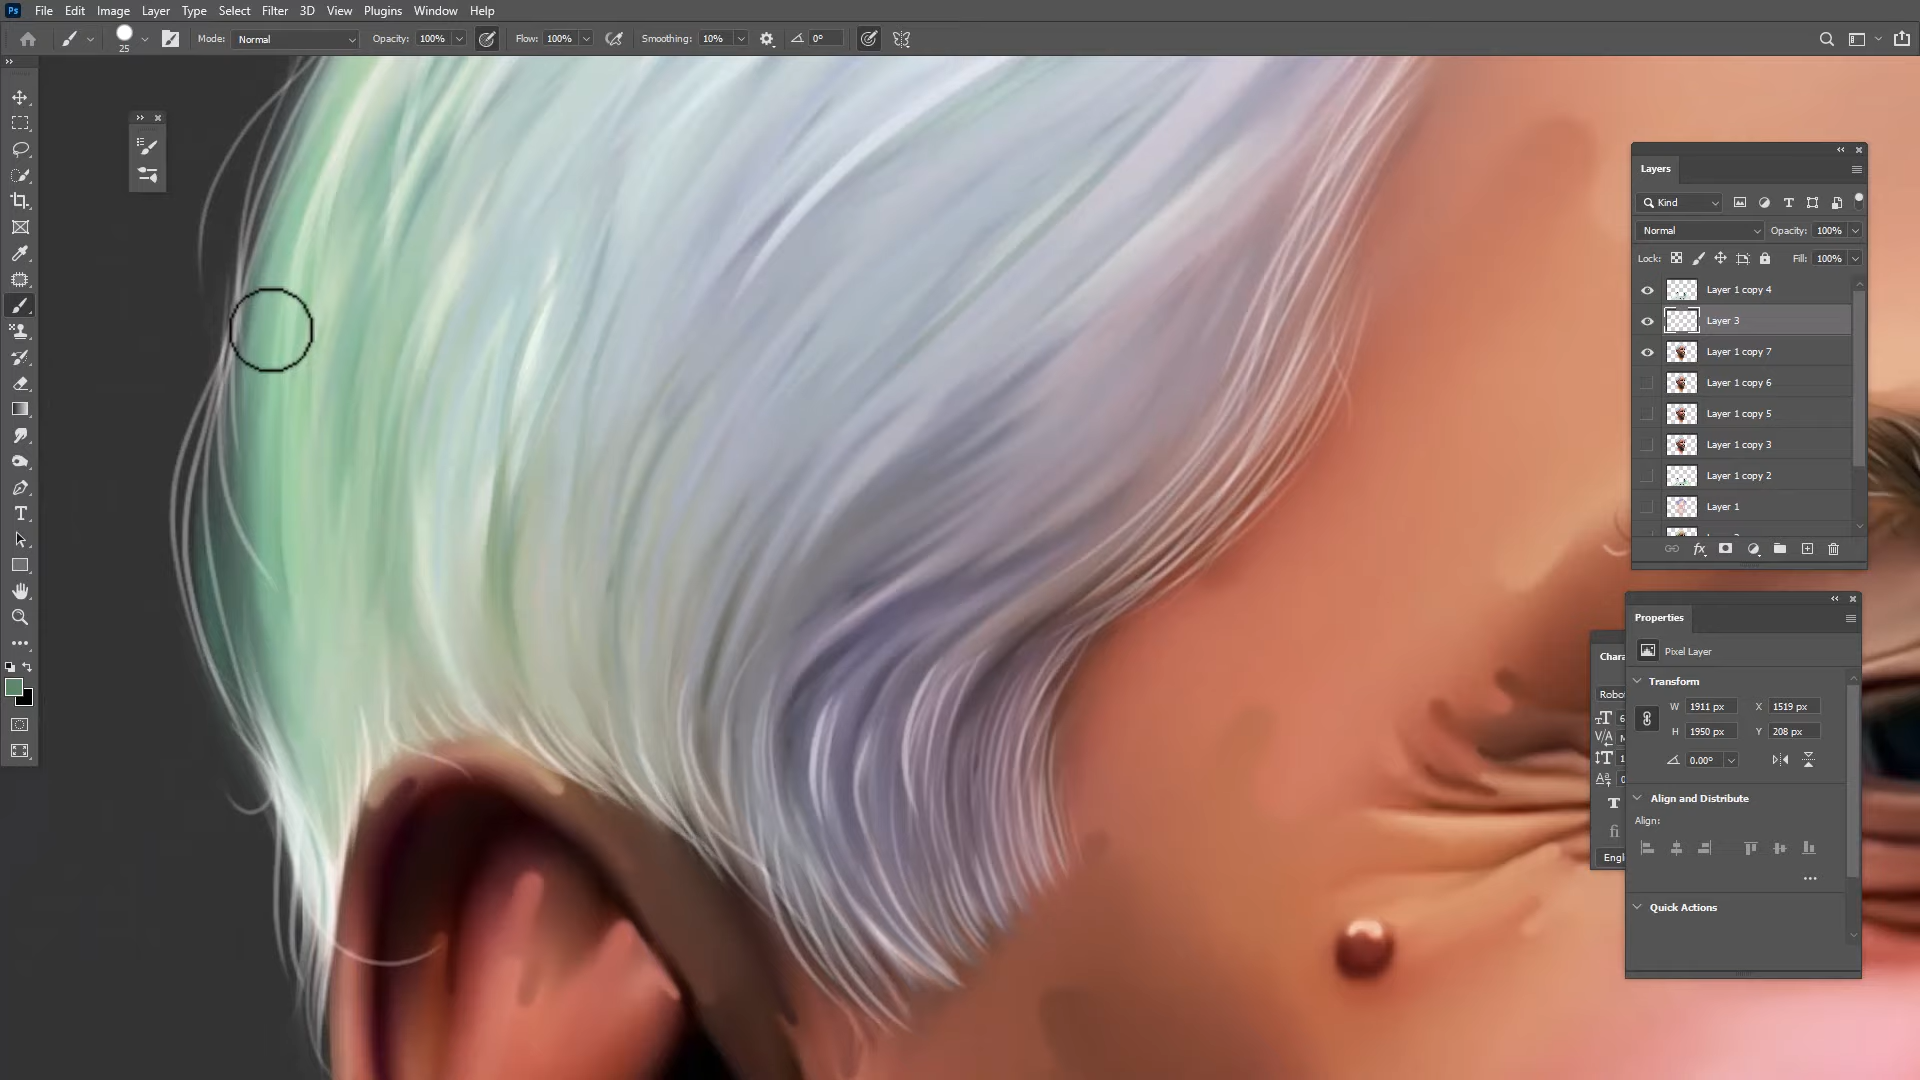 Ps File Edit Image Layer Type Select Filter 3D View Plugins Window Help
25 Mode: Normal Opacity: 100% Flow: 100% Smoothing: 10% 0°
Layers
Kind
Normal Opacity: 100%
Lock: Fill: 100%
Layer 1 copy 4
Layer 3
Layer 1 copy 7
Layer 1 copy 6
Layer 1 copy 5
Layer 1 copy 3
Layer 1 copy 2
Layer 1
fx
Properties
Chara
Pixel Layer
Transform
Robot
W 1911 px X 1519 px
H 1950 px Y 208 px
0.00°
Align and Distribute
Align:
fi
Engl
Quick Actions